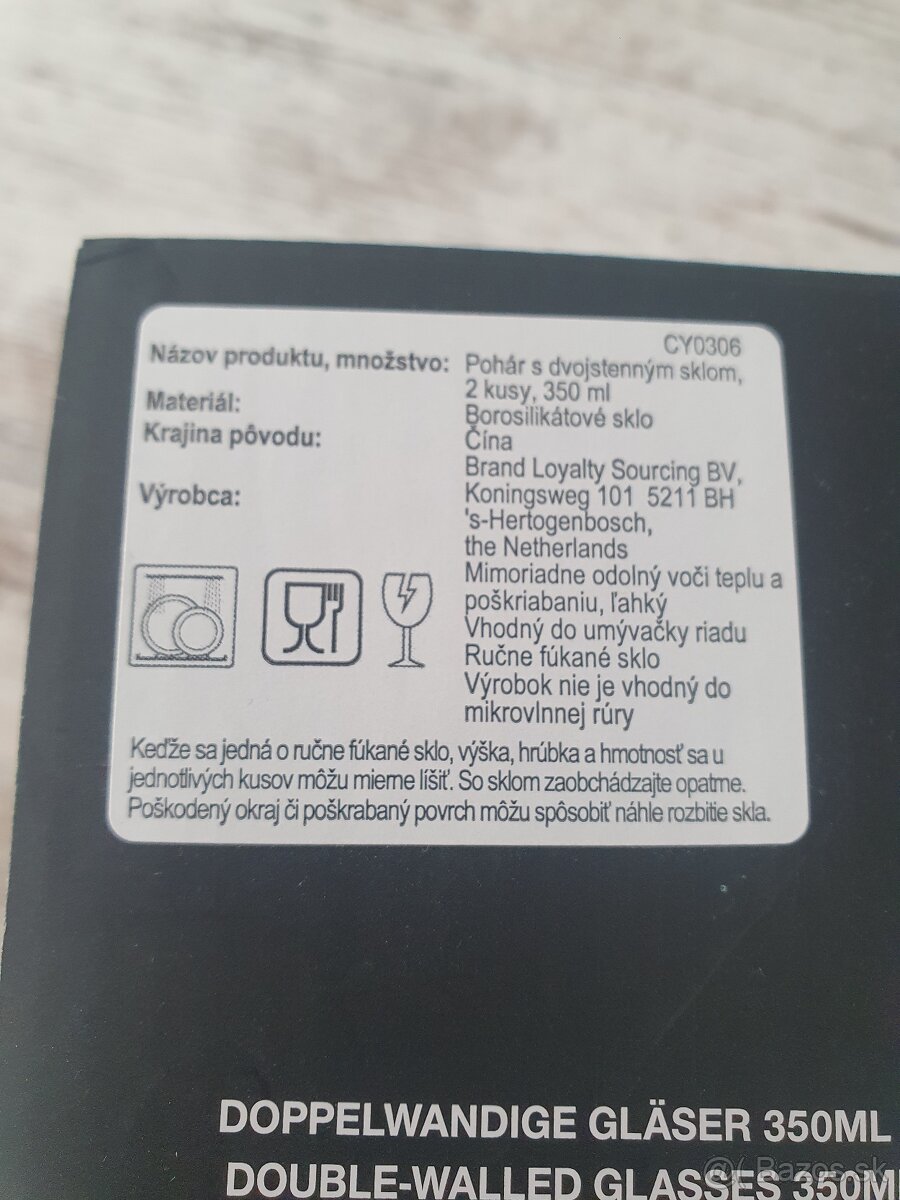 CY0306
Názov produktu, množstvo: Pohár s dvojstenným sklom,
2 kusy, 350 ml
Materiál: Borosilikátové sklo
Krajina pôvodu: Čína
Výrobca: Brand Loyalty Sourcing BV,
Koningsweg 101 5211 BH
's-Hertogenbosch,
the Netherlands
Mimoriadne odolný voči teplu a
poškriabaniu, ľahký
Vhodný do umývačky riadu
Ručne fúkané sklo
Výrobok nie je vhodný do
mikrovlnnej rúry
Keďže sa jedná o ručne fúkané sklo, výška, hrúbka a hmotnosť sa u
jednotlivých kusov môžu mierne líšiť. So sklom zaobchádzajte opatrne.
Poškodený okraj či poškrabaný povrch môžu spôsobiť náhle rozbitie skla.
DOPPELWANDIGE GLÄSER 350ML
DOUBLE-WALLED GLASSES 350M
Bazos.sk